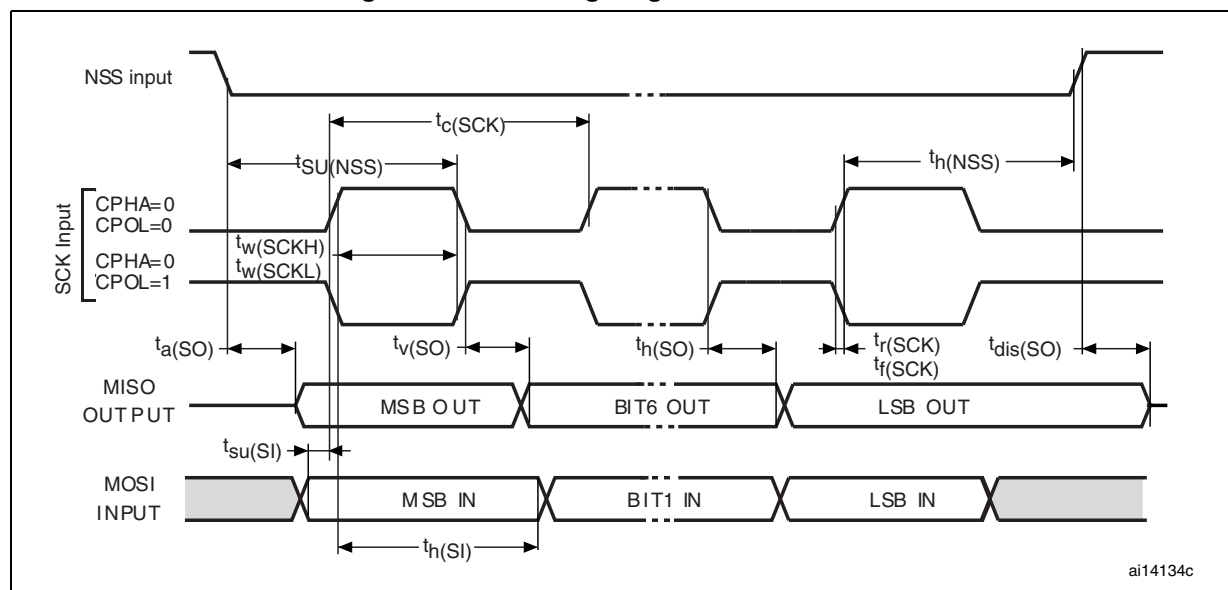 NSS input
tc(SCK)
tSU(NSS)
th(NSS)
SCK Input
CPHA=0
CPOL=0
tw(SCKH)
CPHA=0
tw(SCKL)
CPOL=1
ta(SO)
tv(SO)
th(SO)
tr(SCK)
tf(SCK)
tdis(SO)
MISO
OUTPUT
MSB OUT
BIT6 OUT
LSB OUT
tsu(SI)
MOSI
INPUT
MSB IN
BIT1 IN
LSB IN
th(SI)
ai14134c